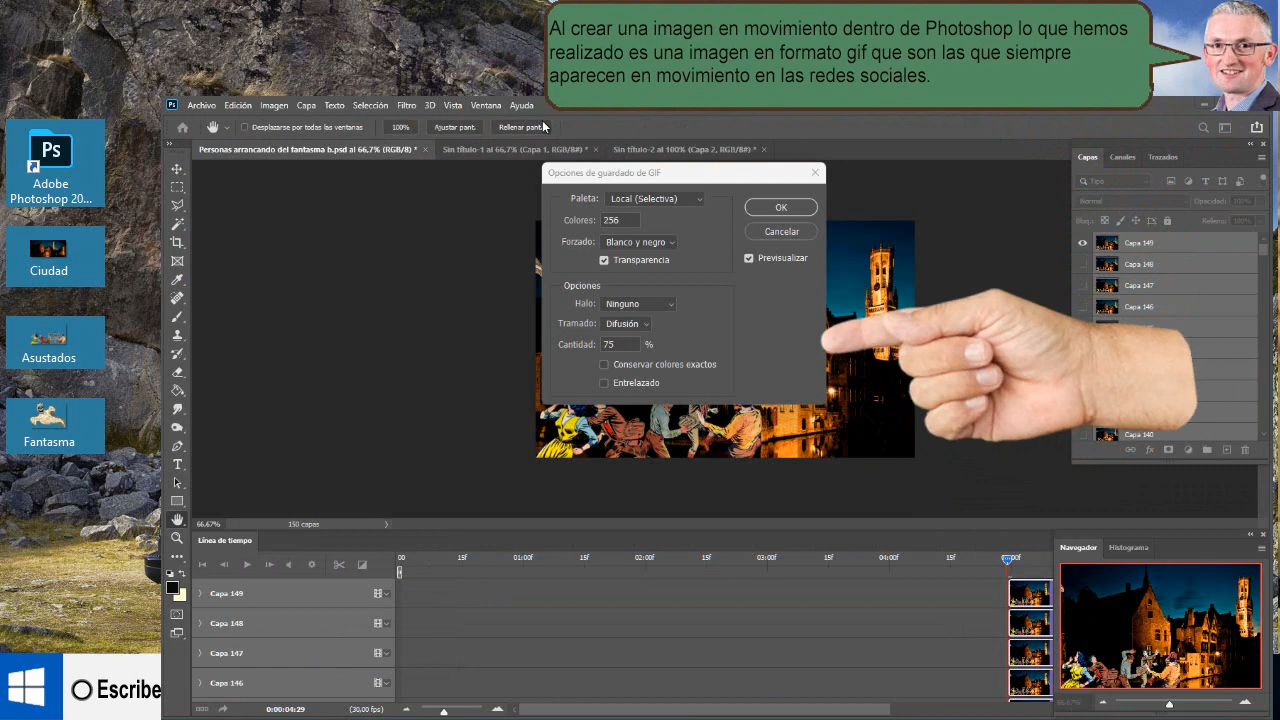 Al crear una imagen en movimiento dentro de Photoshop lo que hemos
realizado es una imagen en formato gif que son las que siempre
aparecen en movimiento en las redes sociales.
Ps Archivo Edición Imagen Capa Texto Selección Filtro 3D Vista Ventana Ayuda
Desplazarse por todas las ventanas 100% Ajustar pant. Rellenar pant.
Personas arrancando del fantasma b.psd al 66,7% (RGB/8) * × Sin título-1 al 66,7% (Capa 1, RGB/8#) * × Sin título-2 al 100% (Capa 2, RGB/8#) * ×
Ps
Adobe
Photoshop 20...
Ciudad
Asustados
Fantasma
Opciones de guardado de GIF
Paleta: Local (Selectiva)
Colores: 256
Forzado: Blanco y negro
Transparencia
OK
Cancelar
Previsualizar
Opciones
Halo: Ninguno
Tramado: Difusión
Cantidad: 75 %
Conservar colores exactos
Entrelazado
Capas Canales Trazados
Tipo
Normal Opacidad: 100%
Bloq.: Relleno: 100%
Capa 149
Capa 148
Capa 147
Capa 146
Capa 140
66.67% 150 capas
Línea de tiempo
00 15f 01:00f 15f 02:00f 15f 03:00f 15f 04:00f 15f
Capa 149
Capa 148
Capa 147
Capa 146
0:00:04:29 (30,00 fps)
Navegador Histograma
66.67%
Escribe